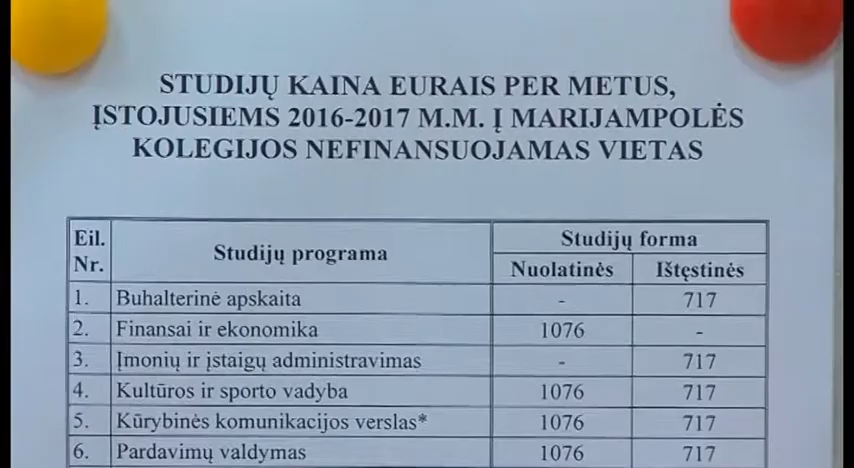 STUDIJŲ KAINA EURAIS PER METUS,
ĮSTOJUSIEMS 2016-2017 M.M. Į MARIJAMPOLĖS
KOLEGIJOS NEFINANSUOJAMAS VIETAS
Eil. Nr. Studijų programa Studijų forma
Nuolatinės Ištęstinės
1. Buhalterinė apskaita - 717
2. Finansai ir ekonomika 1076 -
3. Įmonių ir įstaigų administravimas - 717
4. Kultūros ir sporto vadyba 1076 717
5. Kūrybinės komunikacijos verslas* 1076 717
6. Pardavimų valdymas 1076 717